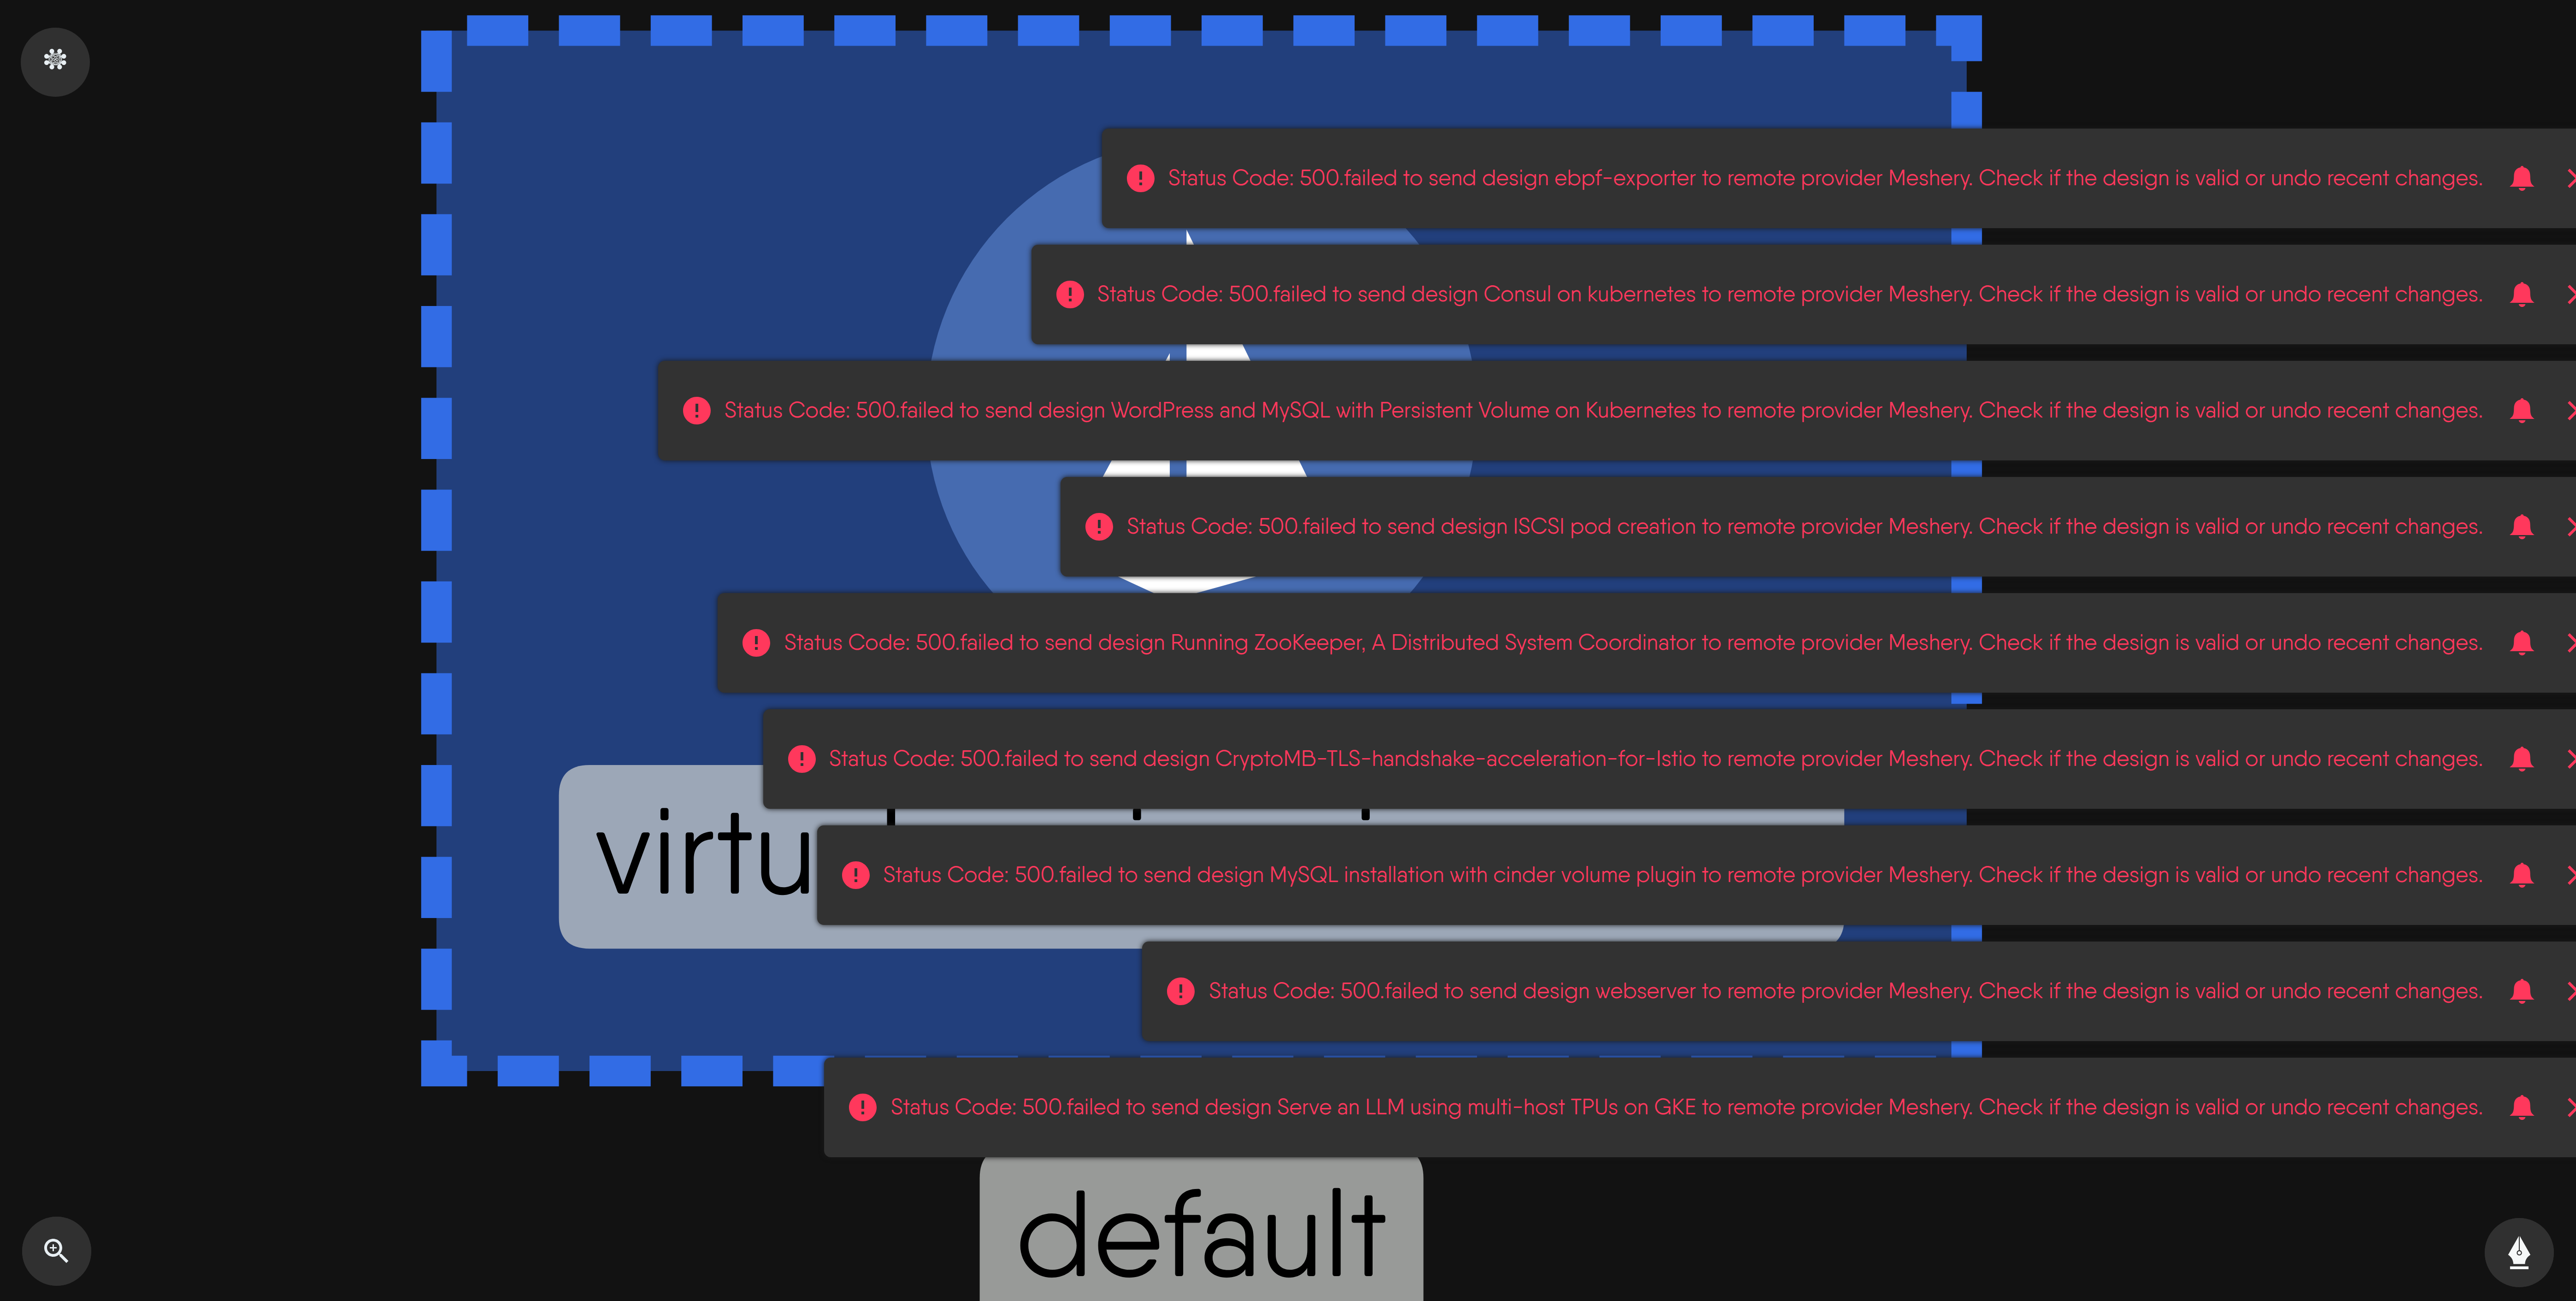 Status Code: 500.failed to send design ebpf-exporter to remote provider Meshery. Check if the design is valid or undo recent changes.
Status Code: 500.failed to send design Consul on kubernetes to remote provider Meshery. Check if the design is valid or undo recent changes.
Status Code: 500.failed to send design WordPress and MySQL with Persistent Volume on Kubernetes to remote provider Meshery. Check if the design is valid or undo recent changes.
Status Code: 500.failed to send design ISCSI pod creation to remote provider Meshery. Check if the design is valid or undo recent changes.
Status Code: 500.failed to send design Running ZooKeeper, A Distributed System Coordinator to remote provider Meshery. Check if the design is valid or undo recent changes.
Status Code: 500.failed to send design CryptoMB-TLS-handshake-acceleration-for-Istio to remote provider Meshery. Check if the design is valid or undo recent changes.
Status Code: 500.failed to send design MySQL installation with cinder volume plugin to remote provider Meshery. Check if the design is valid or undo recent changes.
Status Code: 500.failed to send design webserver to remote provider Meshery. Check if the design is valid or undo recent changes.
Status Code: 500.failed to send design Serve an LLM using multi-host TPUs on GKE to remote provider Meshery. Check if the design is valid or undo recent changes.
default